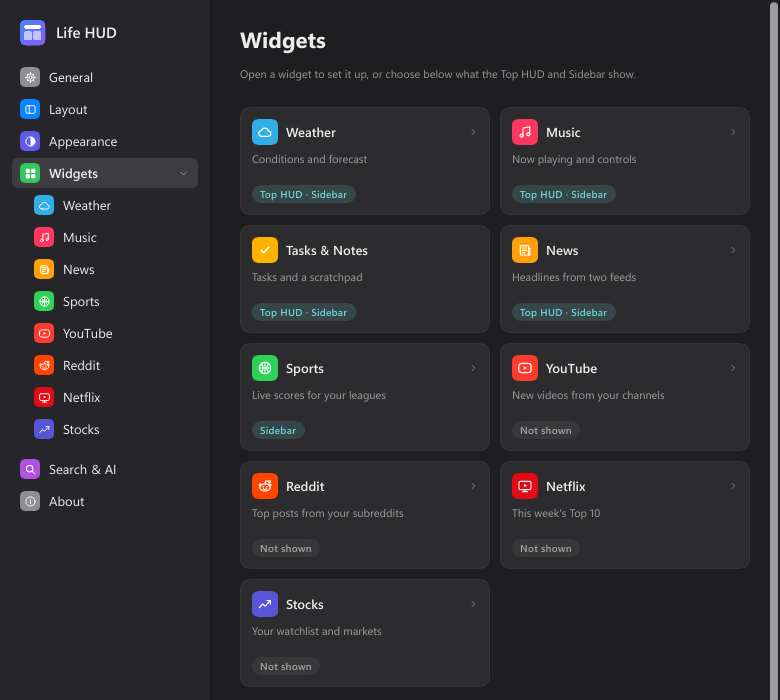 Life HUD
General
Layout
Appearance
Widgets
Weather
Music
News
Sports
YouTube
Reddit
Netflix
Stocks
Search & AI
About
Widgets
Open a widget to set it up, or choose below what the Top HUD and Sidebar show.
Weather
Conditions and forecast
Top HUD · Sidebar
Music
Now playing and controls
Top HUD · Sidebar
Tasks & Notes
Tasks and a scratchpad
Top HUD · Sidebar
News
Headlines from two feeds
Top HUD · Sidebar
Sports
Live scores for your leagues
Sidebar
YouTube
New videos from your channels
Not shown
Reddit
Top posts from your subreddits
Not shown
Netflix
This week's Top 10
Not shown
Stocks
Your watchlist and markets
Not shown